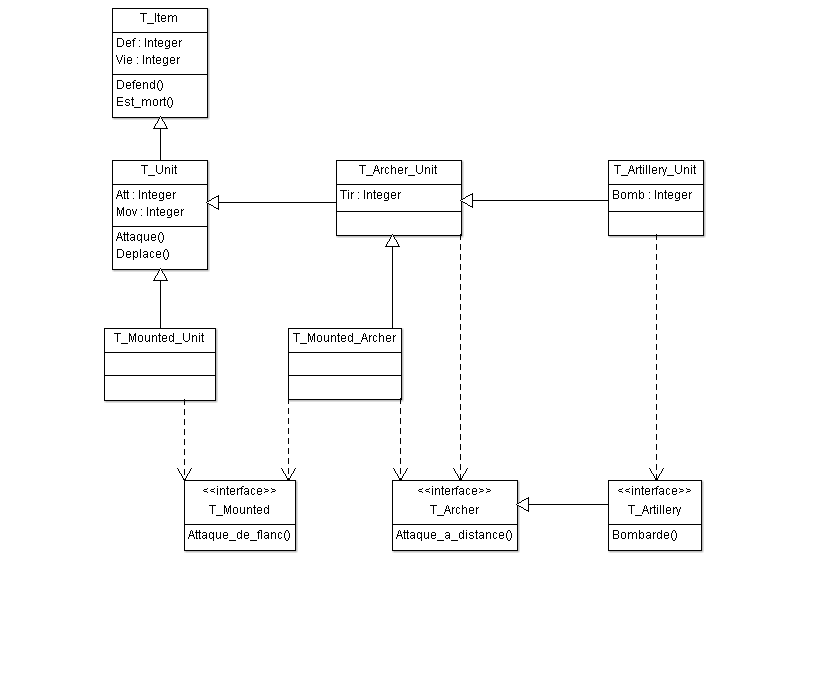 T_Item
Def : Integer
Vie : Integer
Defend()
Est_mort()
T_Unit
Att : Integer
Mov : Integer
Attaque()
Deplace()
T_Archer_Unit
Tir : Integer
T_Artillery_Unit
Bomb : Integer
T_Mounted_Unit
T_Mounted_Archer
<<interface>>
T_Mounted
Attaque_de_flanc()
<<interface>>
T_Archer
Attaque_a_distance()
<<interface>>
T_Artillery
Bombarde()